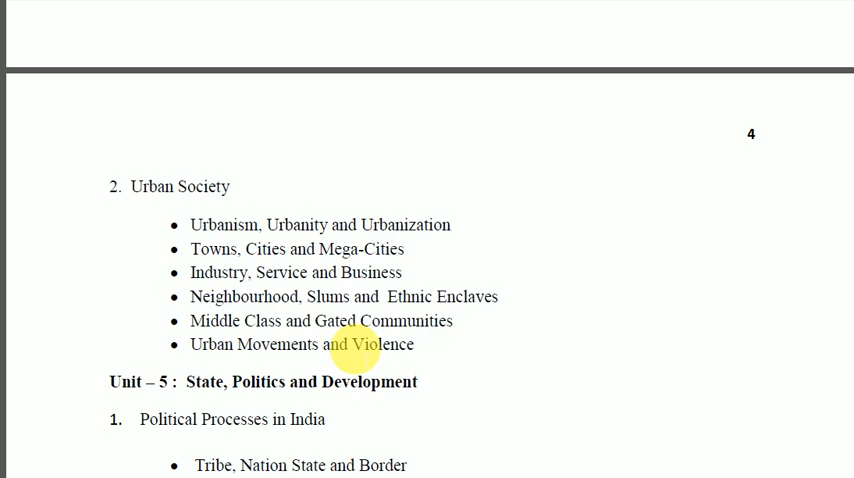 4
2. Urban Society
• Urbanism, Urbanity and Urbanization
• Towns, Cities and Mega-Cities
• Industry, Service and Business
• Neighbourhood, Slums and Ethnic Enclaves
• Middle Class and Gated Communities
• Urban Movements and Violence
Unit – 5 : State, Politics and Development
1. Political Processes in India
• Tribe, Nation State and Border